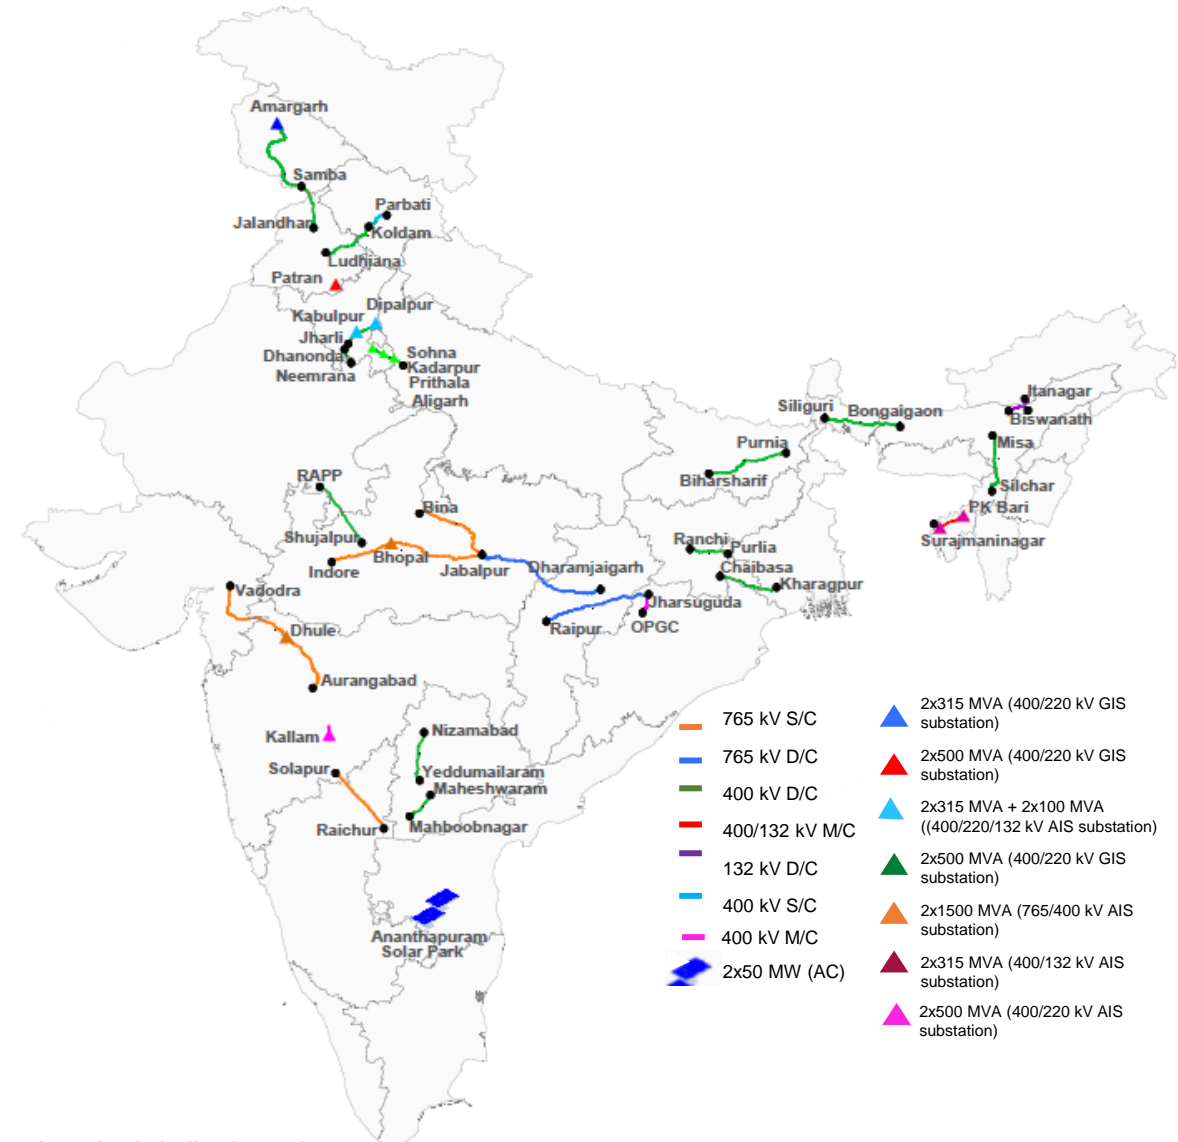 Amargarh
Samba
Parbati
Jalandhar
Koldam
Ludhiana
Patran
Dipalpur
Kabulpur
Jharli
Sohna
Dhanonda
Kadarpur
Neemrana
Prithala
Aligarh
Itanagar
Siliguri
Bongaigaon
Biswanath
Misa
Purnia
Biharsharif
RAPP
Silchar
Bina
PK Bari
Shujalpur
Surajmaninagar
Ranchi
Purlia
Bhopal
Indore
Jabalpur
Dharamjaigarh
Chaibasa
Kharagpur
Vadodra
Jharsuguda
Raipur
OPGC
Dhule
Aurangabad
Kallam
Nizamabad
Solapur
Yeddumailaram
Maheshwaram
Raichur
Mahboobnagar
Ananthapuram
Solar Park
765 kV S/C
765 kV D/C
400 kV D/C
400/132 kV M/C
132 kV D/C
400 kV S/C
400 kV M/C
2x50 MW (AC)
2x315 MVA (400/220 kV GIS
substation)
2x500 MVA (400/220 kV GIS
substation)
2x315 MVA + 2x100 MVA
((400/220/132 kV AIS substation)
2x500 MVA (400/220 kV GIS
substation)
2x1500 MVA (765/400 kV AIS
substation)
2x315 MVA (400/132 kV AIS
substation)
2x500 MVA (400/220 kV AIS
substation)